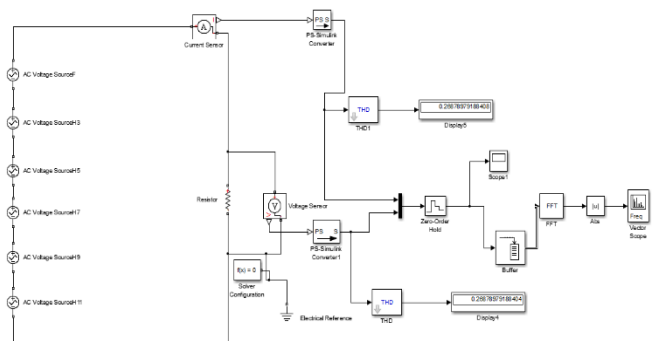 I
A
Current Sensor
PS S
PS-Simulink
Converter
AC Voltage SourceF
THD
THD1
0.26878979188408
Display5
AC Voltage SourceH3
AC Voltage SourceH5
Resistor
V
Voltage Sensor
Scope1
Zero-Order
Hold
FFT
FFT
|u|
Abs
Freq
Vector
Scope
AC Voltage SourceH7
PS S
PS-Simulink
Converter1
Buffer
AC Voltage SourceH9
f(x) = 0
Solver
Configuration
THD
THD
0.26878979188404
Display4
AC Voltage SourceH11
Electrical Reference